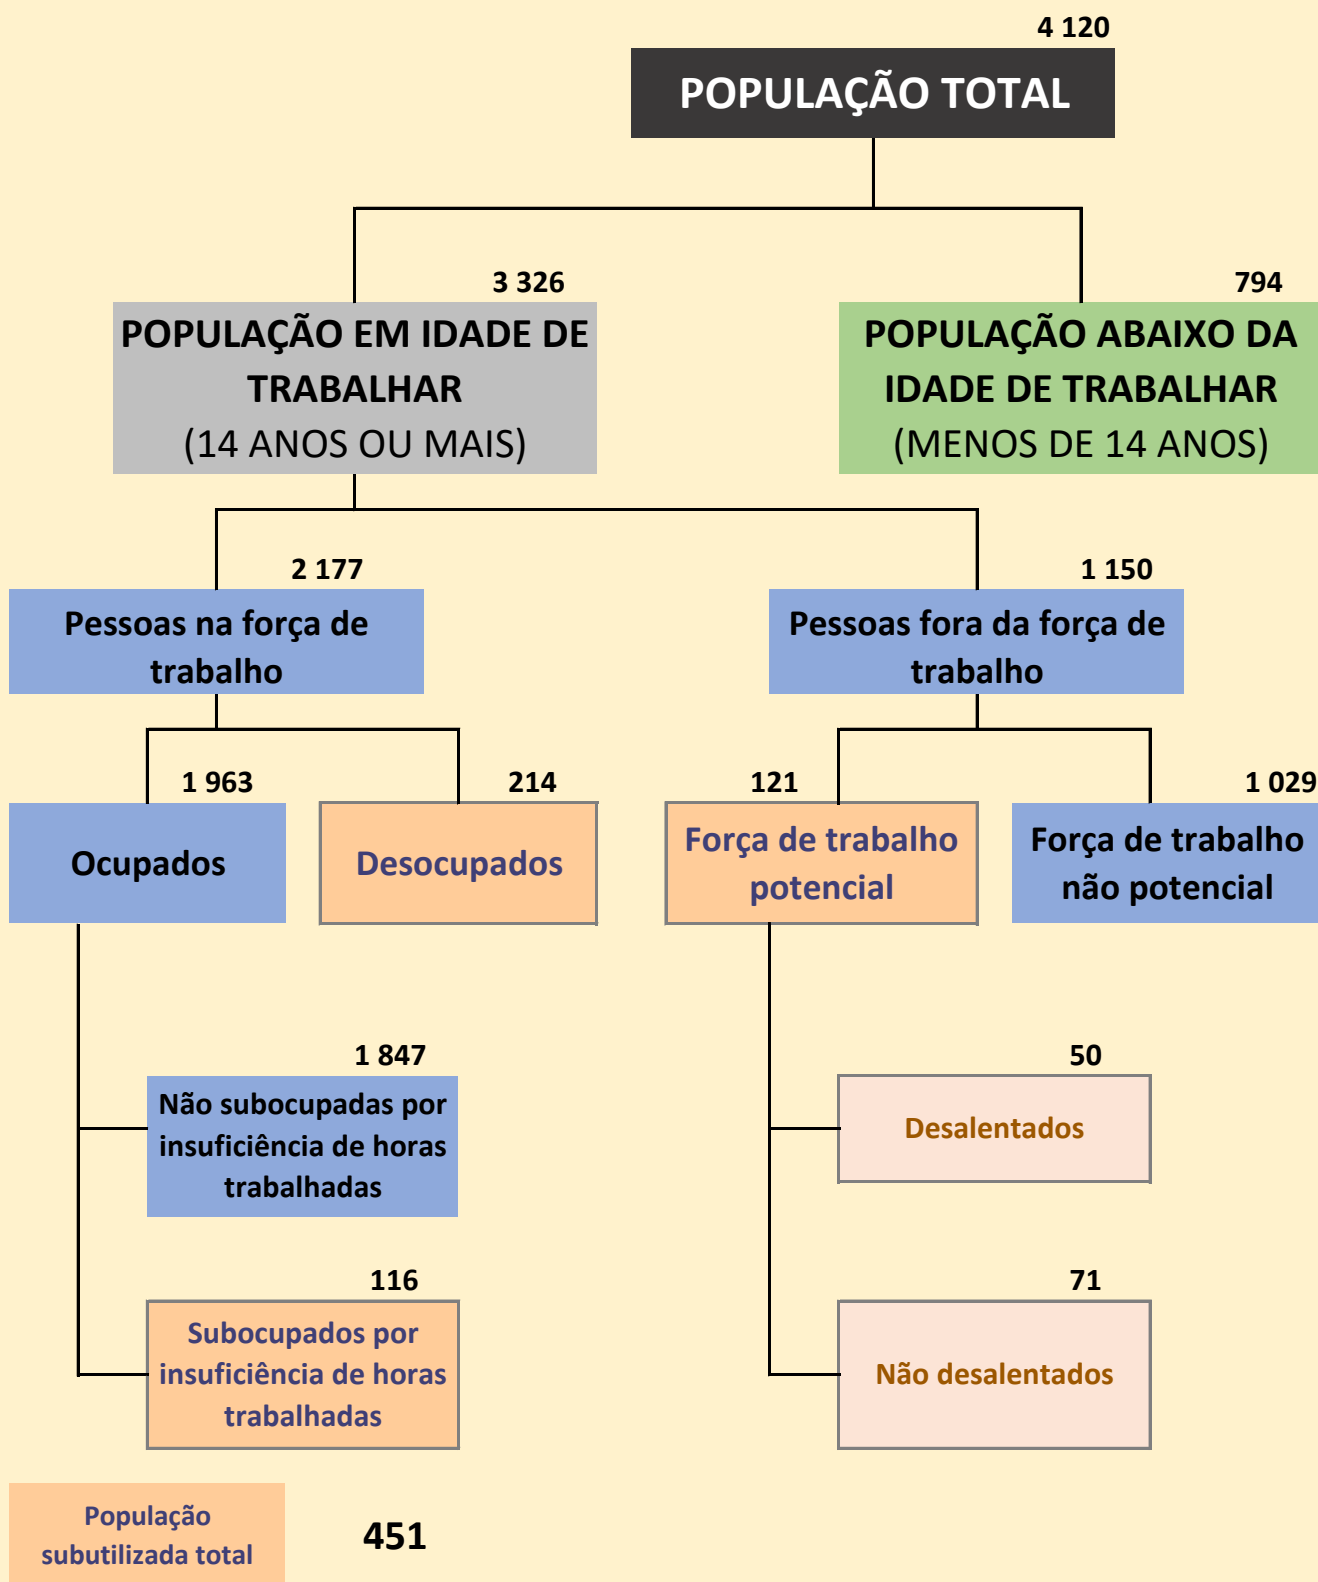 4 120
POPULAÇÃO TOTAL
3 326
POPULAÇÃO EM IDADE DE
TRABALHAR
(14 ANOS OU MAIS)
794
POPULAÇÃO ABAIXO DA
IDADE DE TRABALHAR
(MENOS DE 14 ANOS)
2 177
Pessoas na força de
trabalho
1 150
Pessoas fora da força de
trabalho
1 963
Ocupados
214
Desocupados
121
Força de trabalho
potencial
1 029
Força de trabalho
não potencial
1 847
Não subocupadas por
insuficiência de horas
trabalhadas
50
Desalentados
116
Subocupados por
insuficiência de horas
trabalhadas
71
Não desalentados
População
subutilizada total
451